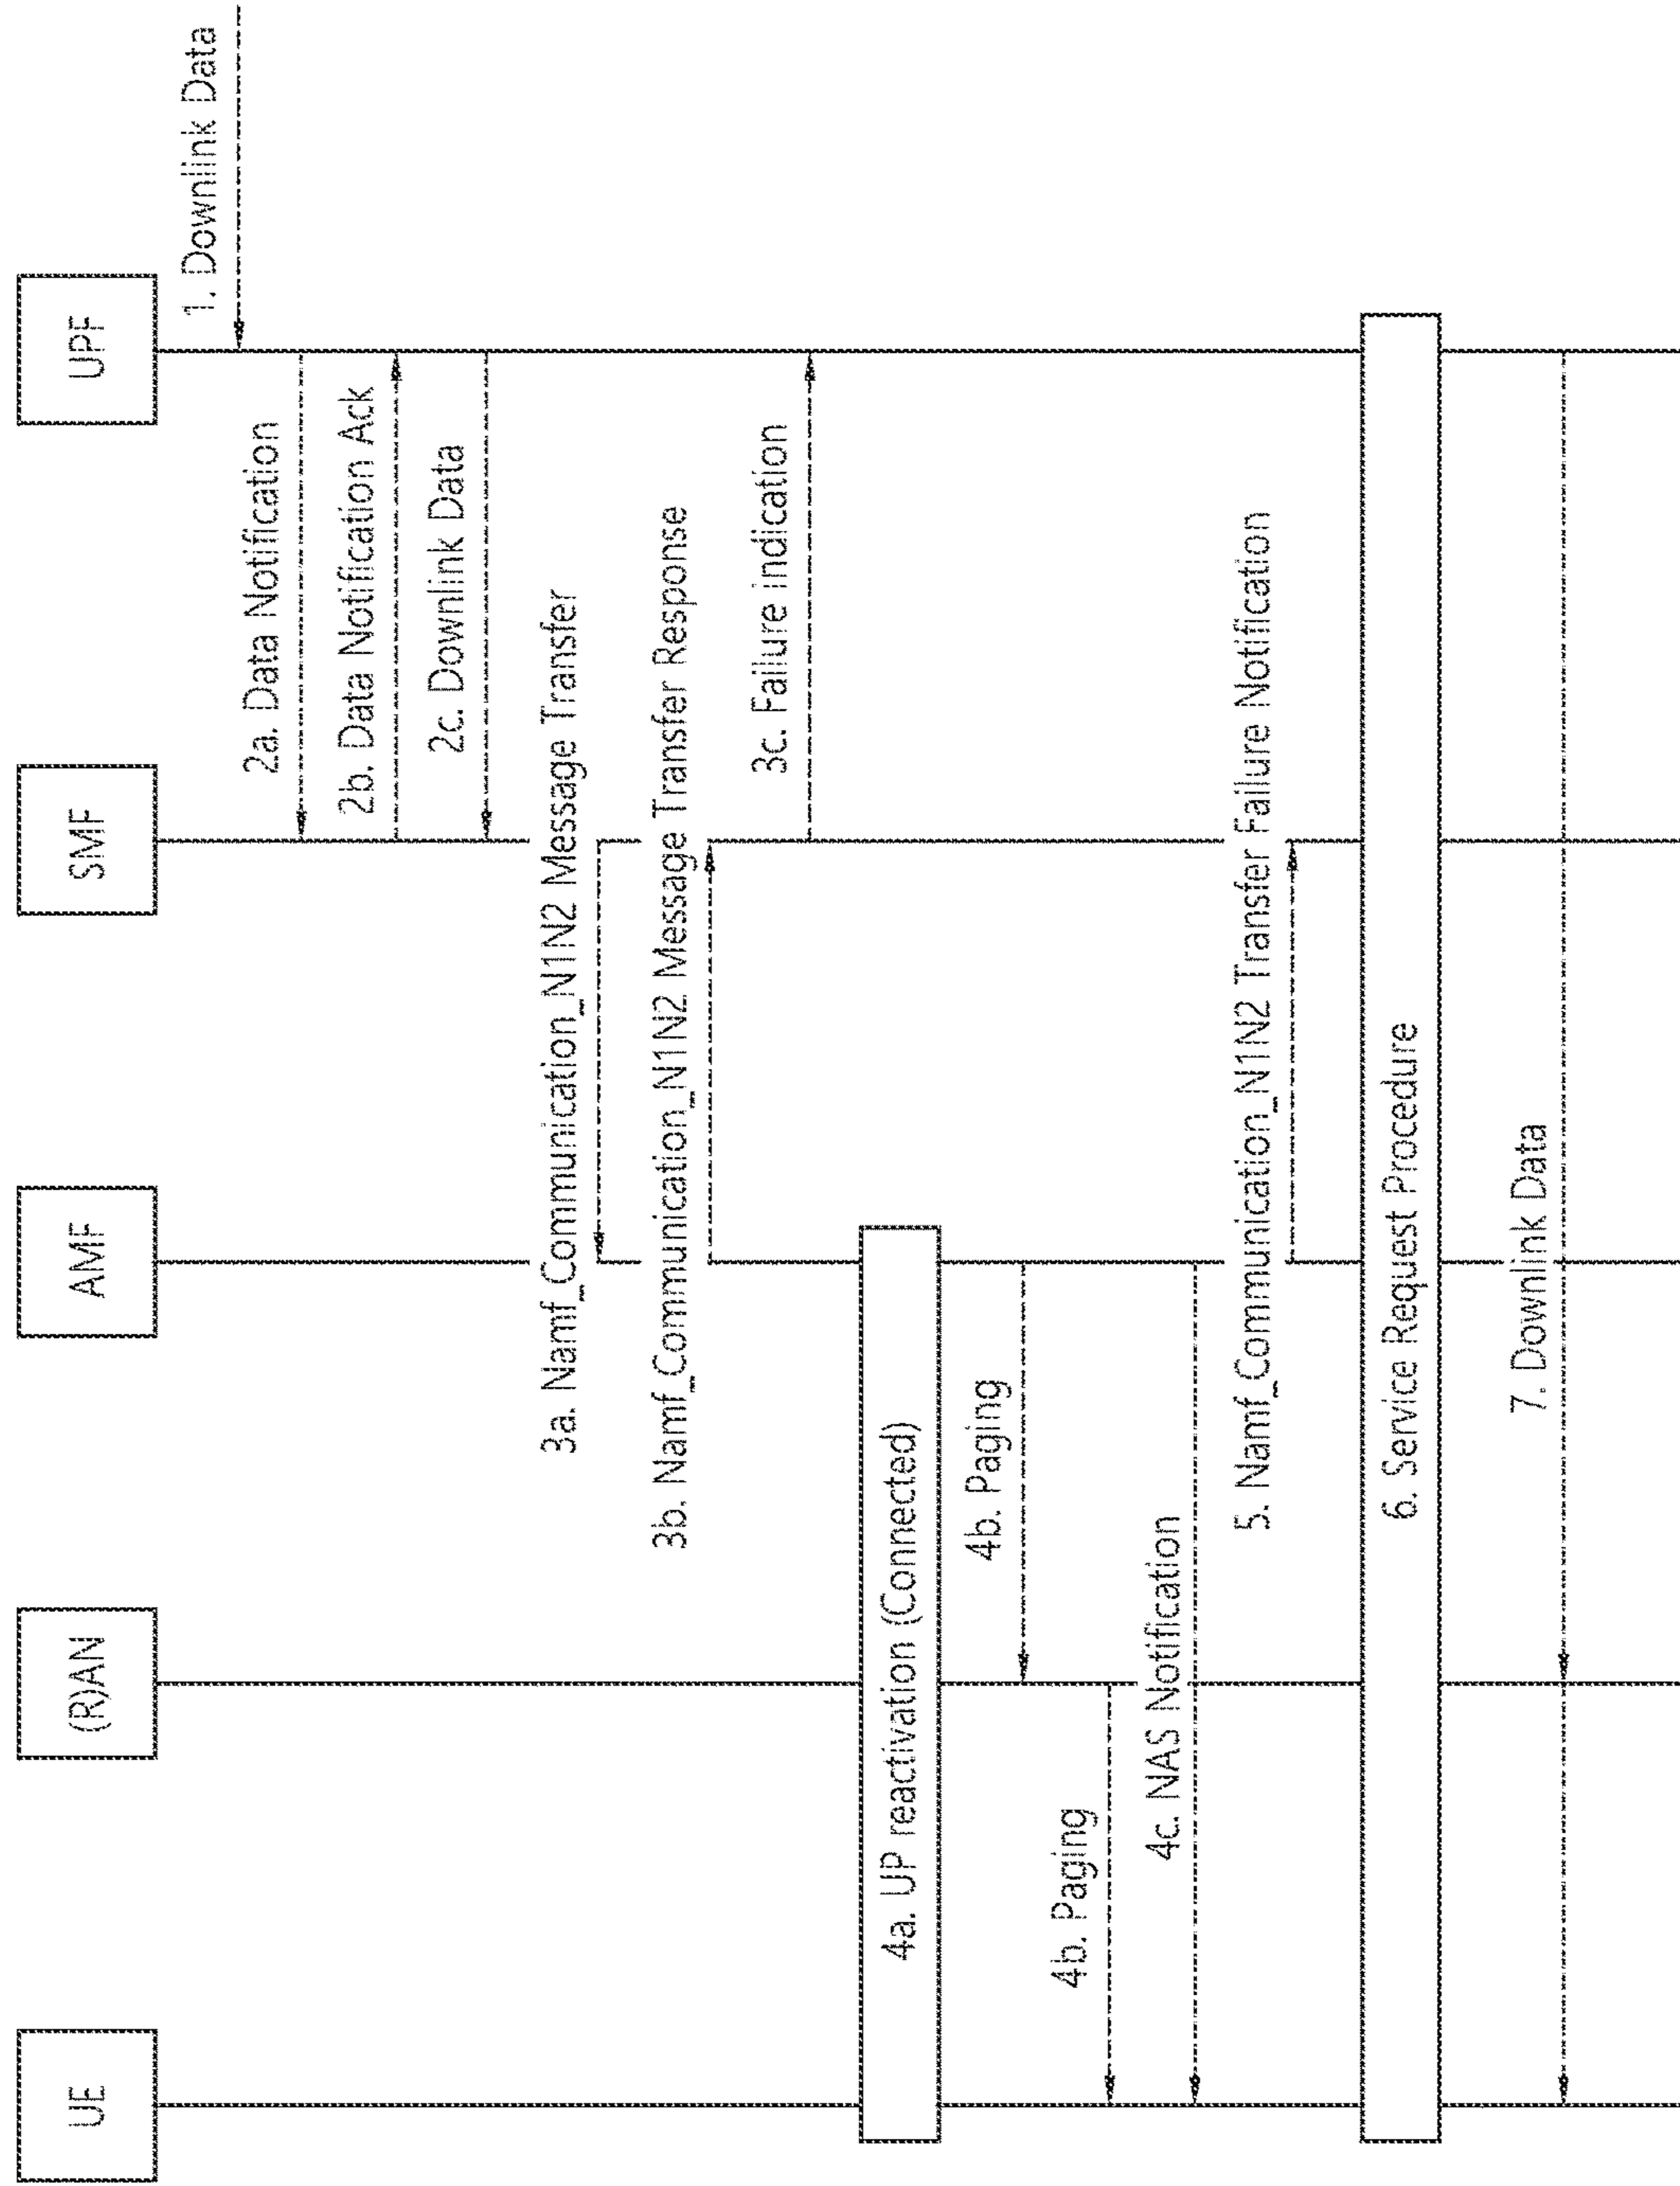 UE
(R)AN
AMF
SMF
UPF
1. Downlink Data
2a. Data Notification
2b. Data Notification Ack
2c. Downlink Data
3a. Namf_Communication_N1N2 Message Transfer
3b. Namf_Communication_N1N2 Message Transfer Response
3c. Failure indication
4a. UP reactivation (Connected)
4b. Paging
4b. Paging
4c. NAS Notification
5. Namf_Communication_N1N2 Transfer Failure Notification
6. Service Request Procedure
7. Downlink Data